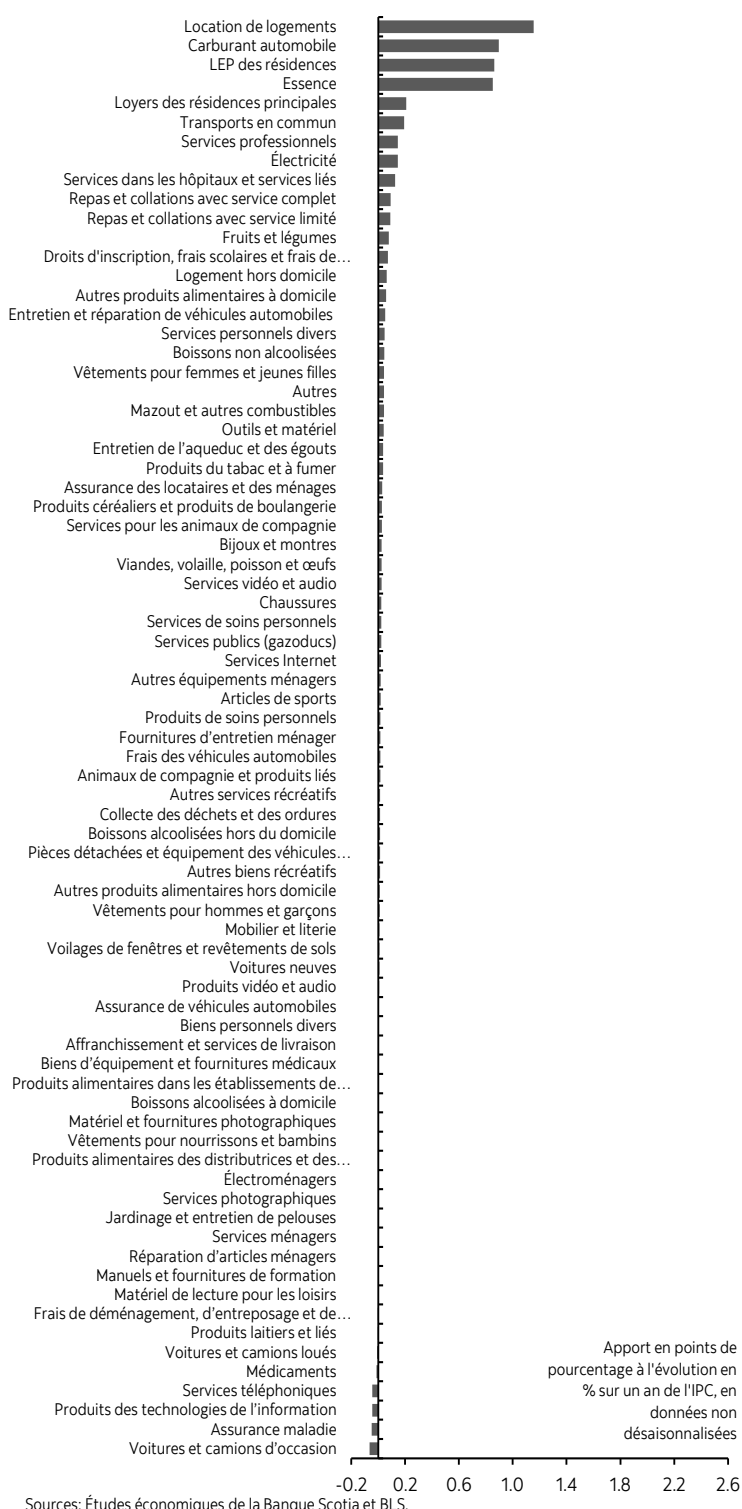 Location de logements
Carburant automobile
LEP des résidences
Essence
Loyers des résidences principales
Transports en commun
Services professionnels
Électricité
Services dans les hôpitaux et services liés
Repas et collations avec service complet
Repas et collations avec service limité
Fruits et légumes
Droits d'inscription, frais scolaires et frais de…
Logement hors domicile
Autres produits alimentaires à domicile
Entretien et réparation de véhicules automobiles
Services personnels divers
Boissons non alcoolisées
Vêtements pour femmes et jeunes filles
Autres
Mazout et autres combustibles
Outils et matériel
Entretien de l’aqueduc et des égouts
Produits du tabac et à fumer
Assurance des locataires et des ménages
Produits céréaliers et produits de boulangerie
Services pour les animaux de compagnie
Bijoux et montres
Viandes, volaille, poisson et œufs
Services vidéo et audio
Chaussures
Services de soins personnels
Services publics (gazoducs)
Services Internet
Autres équipements ménagers
Articles de sports
Produits de soins personnels
Fournitures d’entretien ménager
Frais des véhicules automobiles
Animaux de compagnie et produits liés
Autres services récréatifs
Collecte des déchets et des ordures
Boissons alcoolisées hors du domicile
Pièces détachées et équipement des véhicules…
Autres biens récréatifs
Autres produits alimentaires hors domicile
Vêtements pour hommes et garçons
Mobilier et literie
Voilages de fenêtres et revêtements de sols
Voitures neuves
Produits vidéo et audio
Assurance de véhicules automobiles
Biens personnels divers
Affranchissement et services de livraison
Biens d’équipement et fournitures médicaux
Produits alimentaires dans les établissements de…
Boissons alcoolisées à domicile
Matériel et fournitures photographiques
Vêtements pour nourrissons et bambins
Produits alimentaires des distributrices et des…
Électroménagers
Services photographiques
Jardinage et entretien de pelouses
Services ménagers
Réparation d’articles ménagers
Manuels et fournitures de formation
Matériel de lecture pour les loisirs
Frais de déménagement, d’entreposage et de…
Produits laitiers et liés
Voitures et camions loués
Médicaments
Services téléphoniques
Produits des technologies de l’information
Assurance maladie
Voitures et camions d’occasion
Apport en points de
pourcentage à l'évolution en
% sur un an de l'IPC, en
données non
désaisonnalisées
-0.2 0.2 0.6 1.0 1.4 1.8 2.2 2.6
Sources: Études économiques de la Banque Scotia et BLS.